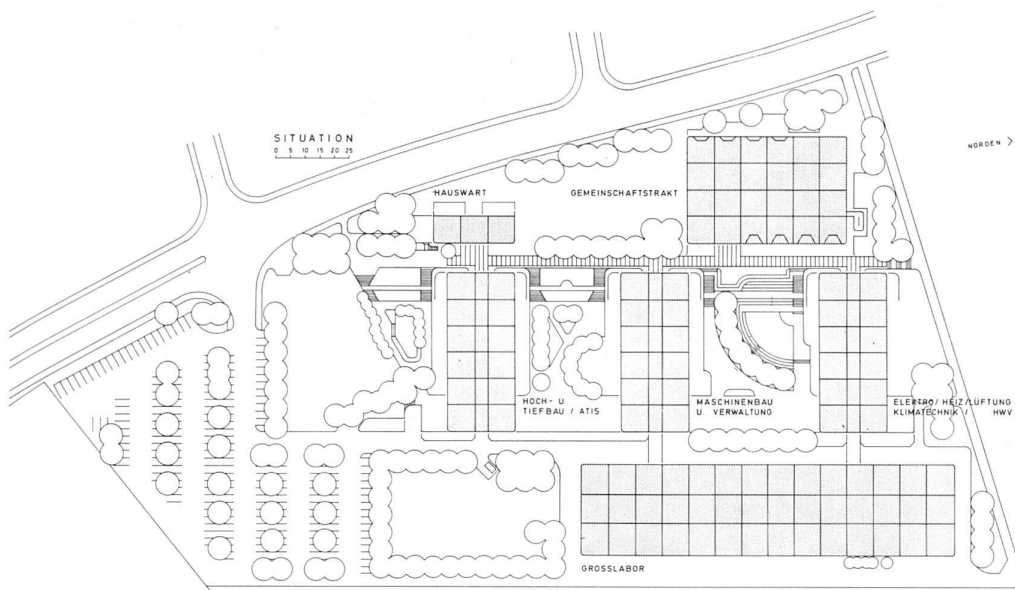 SITUATION
0 5 10 15 20 25
NORDEN
HAUSWART
GEMEINSCHAFTSTRAKT
HOCH- U.
TIEFBAU / ATIS
MASCHINENBAU
U. VERWALTUNG
ELEKTRO/HEIZ/LÜFTUNG
KLIMATECHNIK / HWV
GROSSLABOR